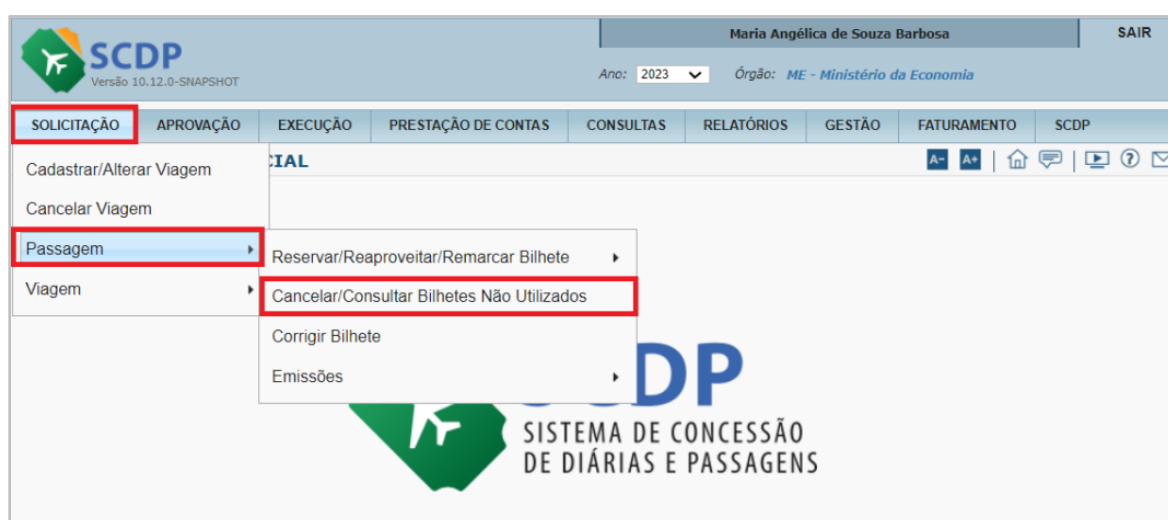 Maria Angélica de Souza Barbosa SAIR
SCDP
Versão 10.12.0-SNAPSHOT
Ano: 2023 Órgão: ME - Ministério da Economia
SOLICITAÇÃO APROVAÇÃO EXECUÇÃO PRESTAÇÃO DE CONTAS CONSULTAS RELATÓRIOS GESTÃO FATURAMENTO SCDP
Cadastrar/Alterar Viagem
CIAL A- A+
Cancelar Viagem
Passagem
Reservar/Reaproveitar/Remarcar Bilhete
Viagem
Cancelar/Consultar Bilhetes Não Utilizados
Corrigir Bilhete
Emissões
DP
SISTEMA DE CONCESSÃO
DE DIÁRIAS E PASSAGENS